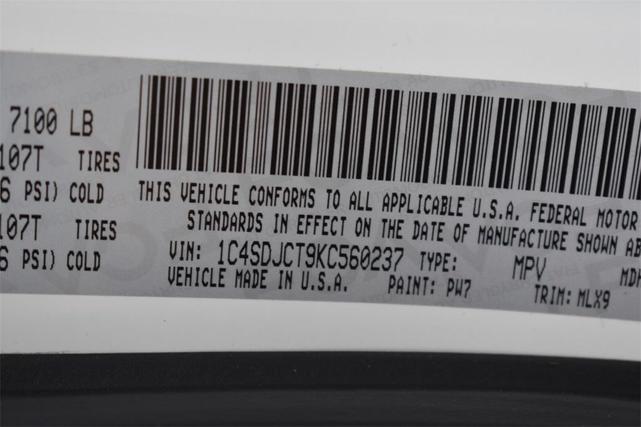 7100 LB
107T TIRES
6 PSI) COLD
107T TIRES
6 PSI) COLD
THIS VEHICLE CONFORMS TO ALL APPLICABLE U.S.A. FEDERAL MOTOR
STANDARDS IN EFFECT ON THE DATE OF MANUFACTURE SHOWN AB
VIN: 1C4SDJCT9KC560237 TYPE: MPV MDH
VEHICLE MADE IN U.S.A. PAINT: PW7 TRIM: MLX9